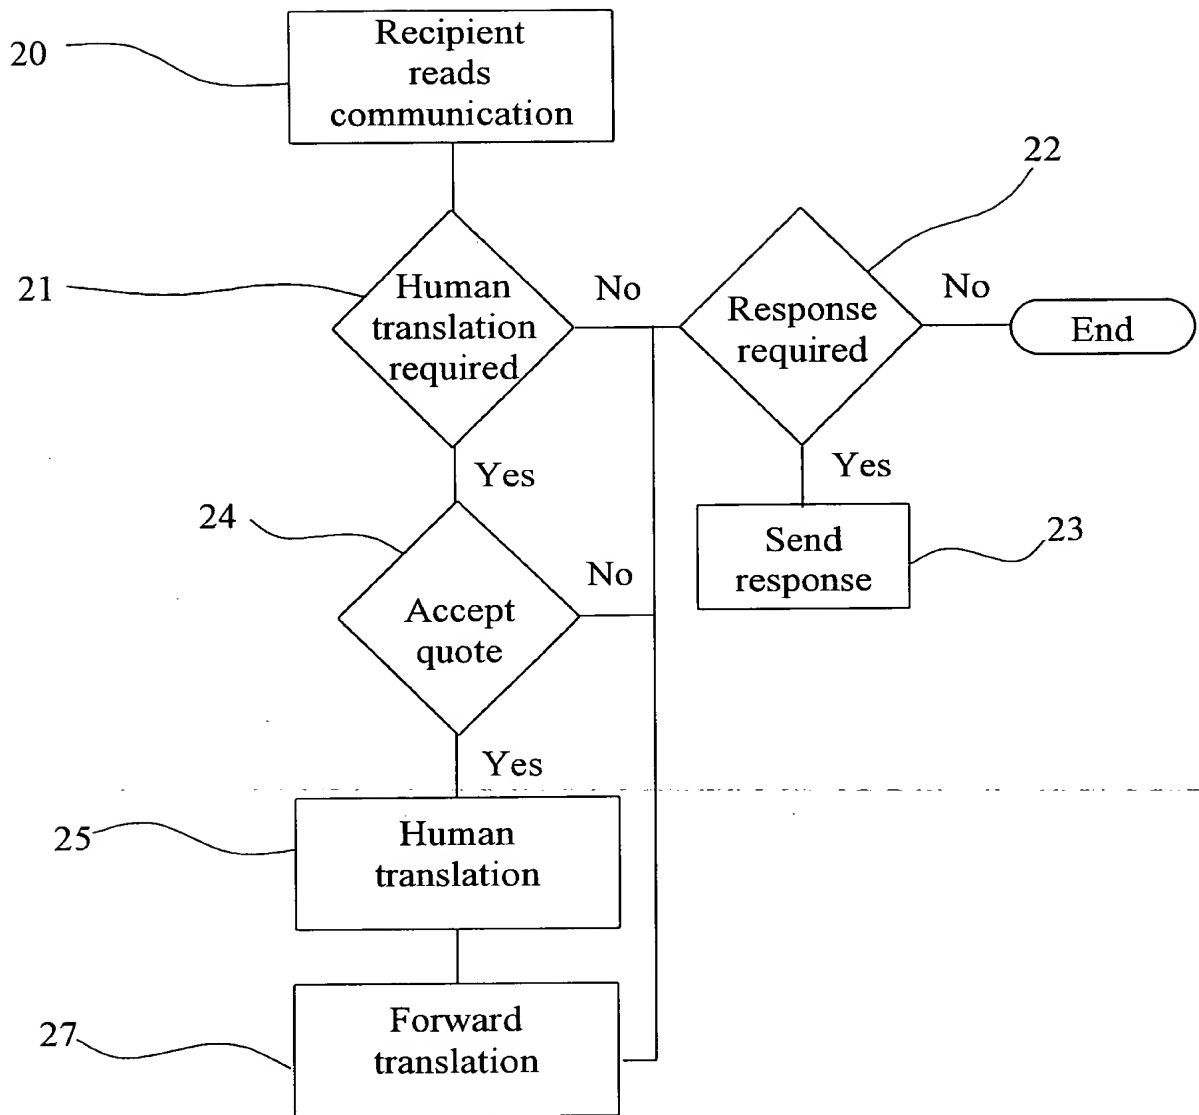 20
Recipient
reads
communication
22
21
Human
translation
required
No
Response
required
No
End
Yes
Yes
24
Accept
quote
No
Send
response
23
Yes
25
Human
translation
27
Forward
translation